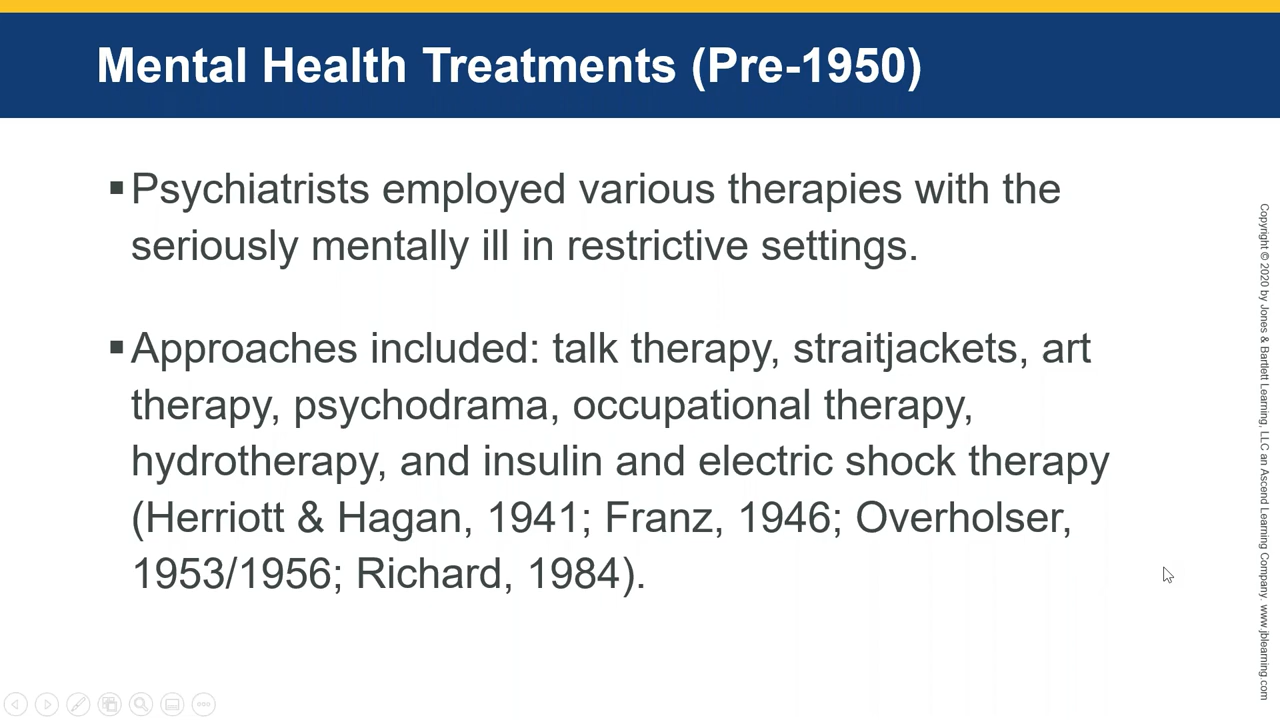 Mental Health Treatments (Pre-1950)
▪Psychiatrists employed various therapies with the
seriously mentally ill in restrictive settings.
▪Approaches included: talk therapy, straitjackets, art
therapy, psychodrama, occupational therapy,
hydrotherapy, and insulin and electric shock therapy
(Herriott & Hagan, 1941; Franz, 1946; Overholser,
1953/1956; Richard, 1984).
Copyright © 2020 by Jones & Bartlett Learning, LLC an Ascend Learning Company. www.jblearning.com